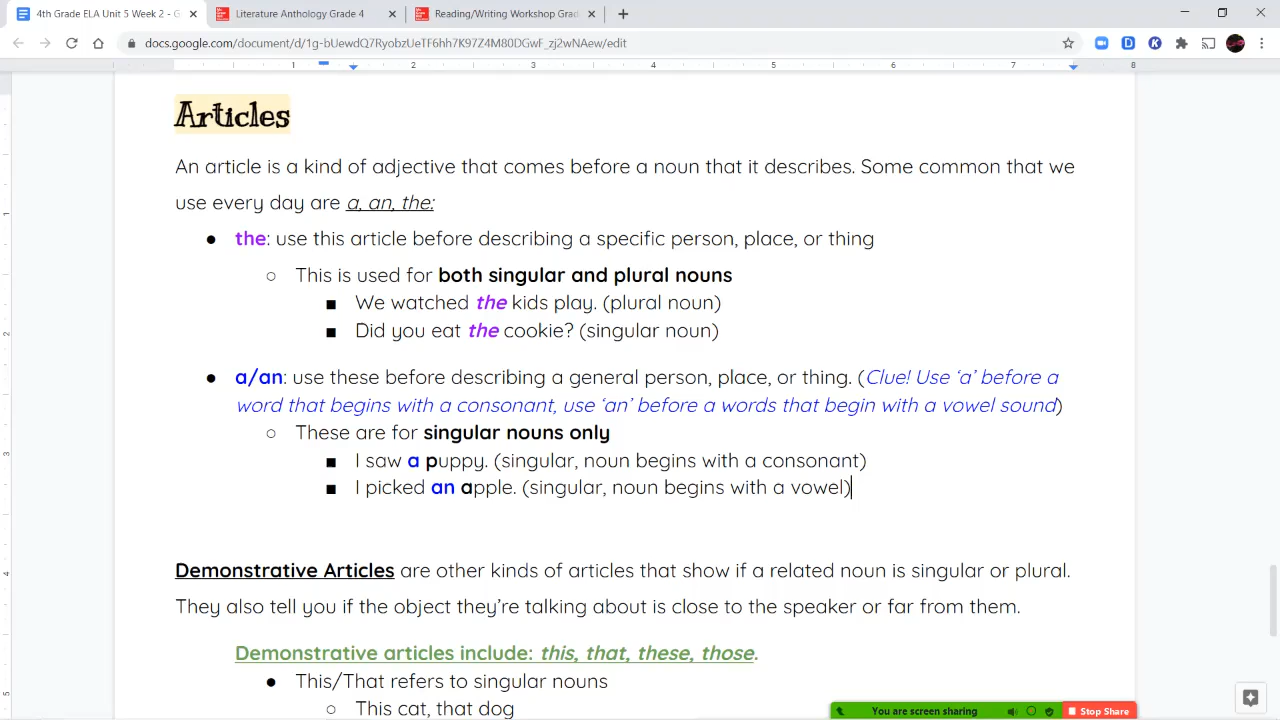 4th Grade ELA Unit 5 Week 2 - G
Literature Anthology Grade 4
Reading/Writing Workshop Grad
docs.google.com/document/d/1g-bUewdQ7RyobzUeTF6hh7K97Z4M80DGwF_zj2wNAew/edit
1 1 2 3 4 5 6 7 8
Articles
An article is a kind of adjective that comes before a noun that it describes. Some common that we
use every day are a, an, the:
● the: use this article before describing a specific person, place, or thing
○ This is used for both singular and plural nouns
■ We watched the kids play. (plural noun)
■ Did you eat the cookie? (singular noun)
● a/an: use these before describing a general person, place, or thing. (Clue! Use ‘a’ before a
word that begins with a consonant, use ‘an’ before a words that begin with a vowel sound)
○ These are for singular nouns only
■ I saw a puppy. (singular, noun begins with a consonant)
■ I picked an apple. (singular, noun begins with a vowel)
Demonstrative Articles are other kinds of articles that show if a related noun is singular or plural.
They also tell you if the object they’re talking about is close to the speaker or far from them.
Demonstrative articles include: this, that, these, those.
● This/That refers to singular nouns
○ This cat, that dog
You are screen sharing
Stop Share